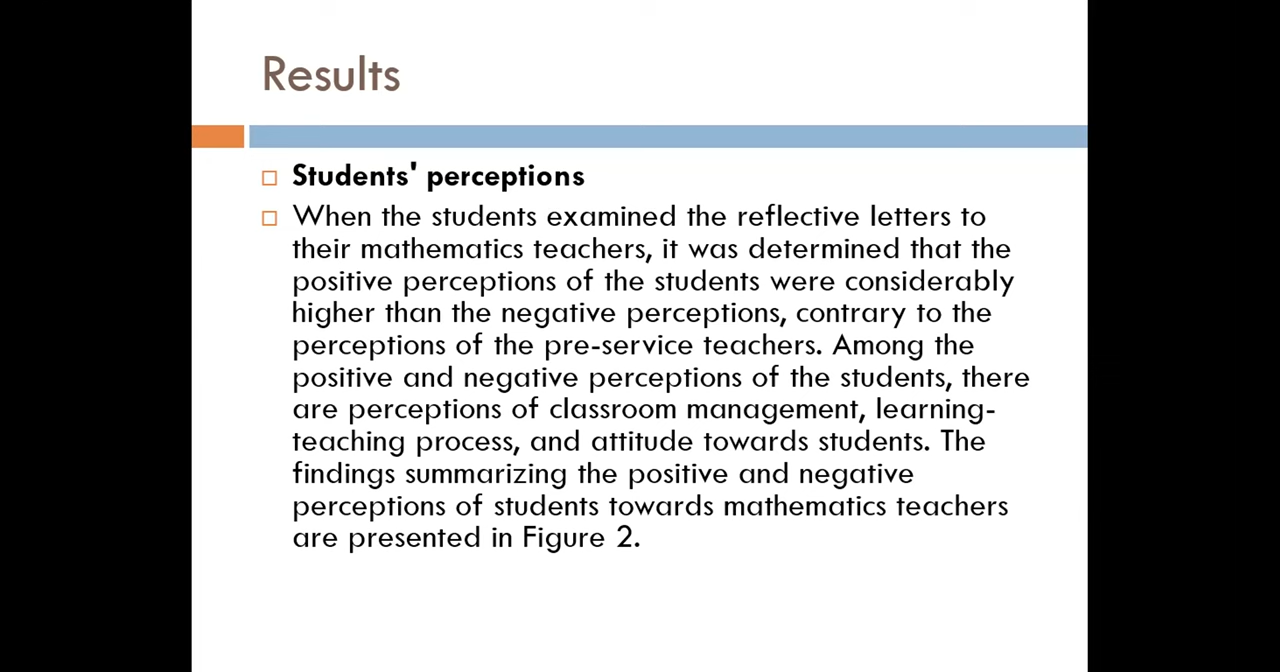 Results
Students' perceptions
When the students examined the reflective letters to
their mathematics teachers, it was determined that the
positive perceptions of the students were considerably
higher than the negative perceptions, contrary to the
perceptions of the pre-service teachers. Among the
positive and negative perceptions of the students, there
are perceptions of classroom management, learning-
teaching process, and attitude towards students. The
findings summarizing the positive and negative
perceptions of students towards mathematics teachers
are presented in Figure 2.